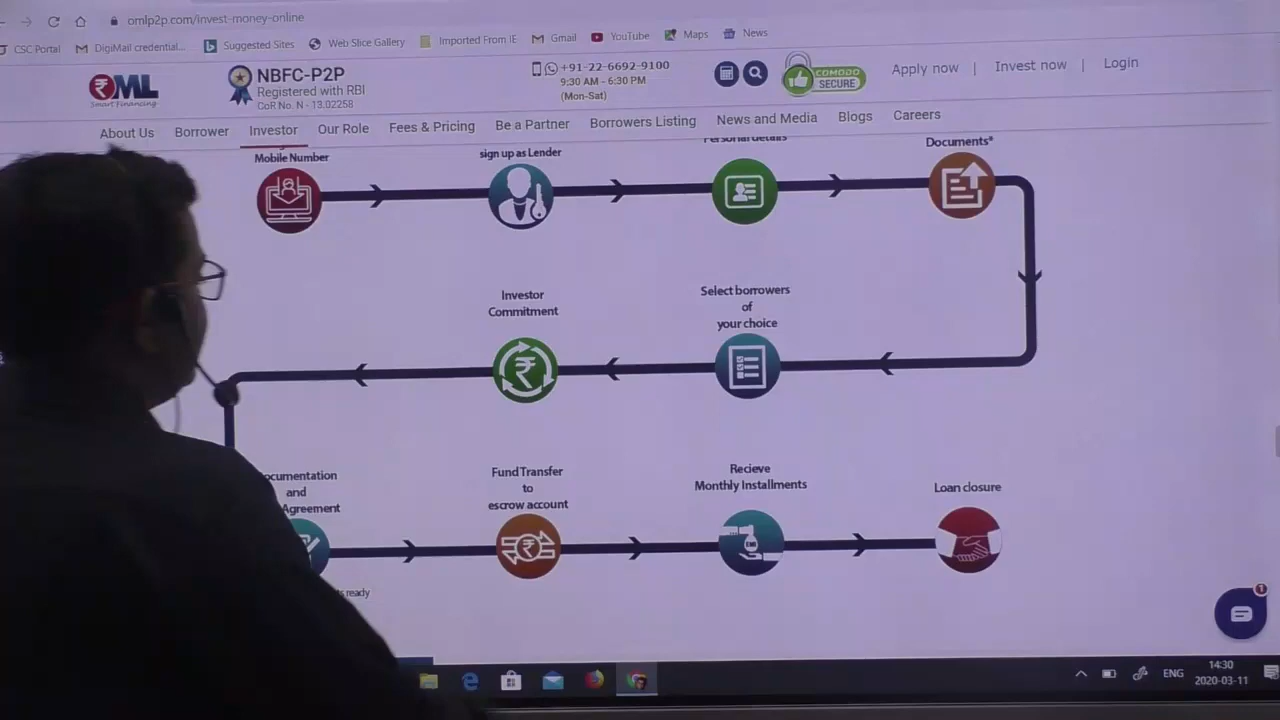 omlp2p.com/invest-money-online
CSC Portal
DigiMail credential...
Suggested Sites
Web Slice Gallery
Imported From IE
Gmail
YouTube
Maps
News
OML
Smart Financing
NBFC-P2P
Registered with RBI
CoR No. N - 13.02258
+91-22-6692-9100
9:30 AM - 6:30 PM
(Mon-Sat)
COMODO
SECURE
Apply now | Invest now | Login
About Us
Borrower
Investor
Our Role
Fees & Pricing
Be a Partner
Borrowers Listing
News and Media
Blogs
Careers
Mobile Number
sign up as Lender
Personal details
Documents*
Investor
Commitment
Select borrowers
of
your choice
and
Agreement
Fund Transfer
to
escrow account
Recieve
Monthly Installments
Loan closure
ready
1
ENG
14:30
2020-03-11